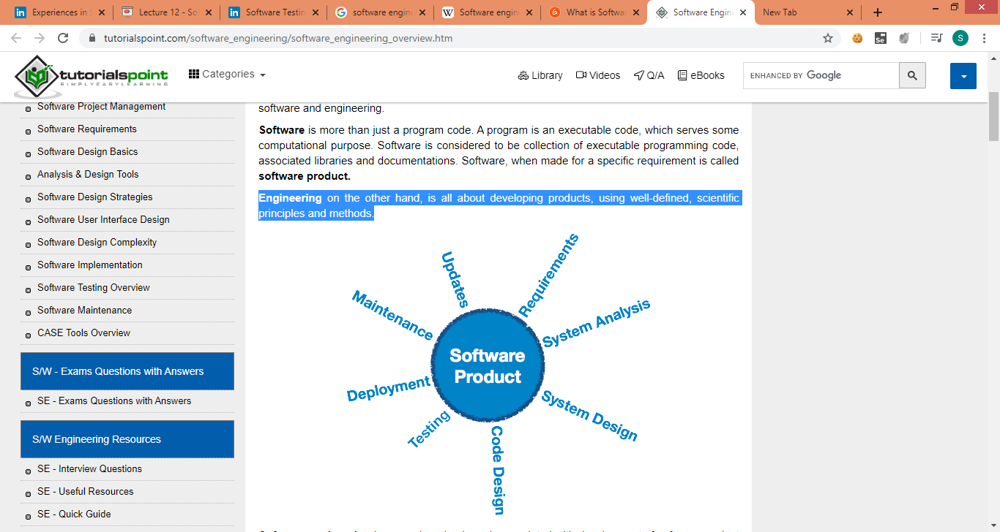 Experiences in S
Lecture 12 - Sof
Software Testin
software engine
Software engine
What is Softwa
Software Engin
New Tab
S
tutorialspoint.com/software_engineering/software_engineering_overview.htm
Se
tutorialspoint
SIMPLYEASYLEARNING
Categories
Library
Videos
Q/A
eBooks
ENHANCED BY Google
Software Project Management
Software Requirements
Software Design Basics
Analysis & Design Tools
Software Design Strategies
Software User Interface Design
Software Design Complexity
Software Implementation
Software Testing Overview
Software Maintenance
CASE Tools Overview
S/W - Exams Questions with Answers
SE - Exams Questions with Answers
S/W Engineering Resources
SE - Interview Questions
SE - Useful Resources
SE - Quick Guide
software and engineering.
Software is more than just a program code. A program is an executable code, which serves some
computational purpose. Software is considered to be collection of executable programming code,
associated libraries and documentations. Software, when made for a specific requirement is called
software product.
Engineering on the other hand, is all about developing products, using well-defined, scientific
principles and methods.
Software
Product
Requirements
System Analysis
System Design
Code Design
Testing
Deployment
Maintenance
Updates